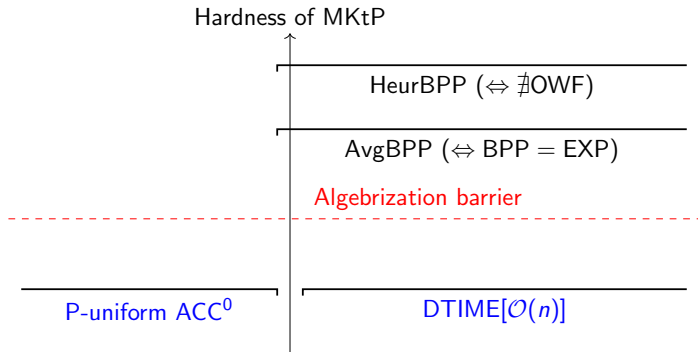 Hardness of MKtP
HeurBPP (⇔ ∄OWF)
AvgBPP (⇔ BPP = EXP)
Algebrization barrier
P-uniform ACC⁰
DTIME[𝒪(n)]